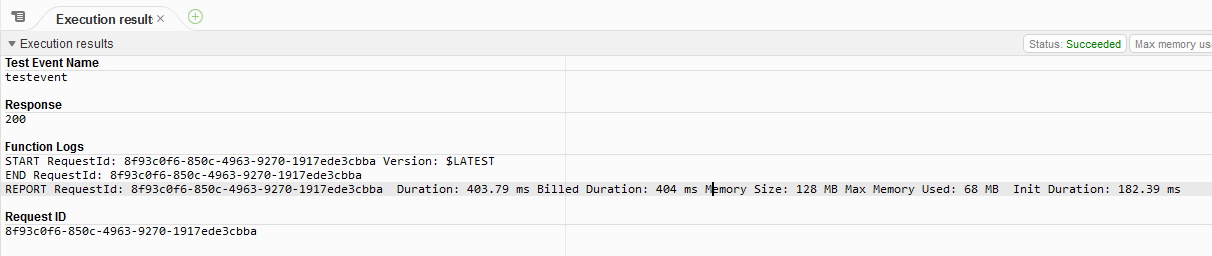 Execution result
Execution results
Status: Succeeded
Max memory us
Test Event Name
testevent
Response
200
Function Logs
START RequestId: 8f93c0f6-850c-4963-9270-1917ede3cbba Version: $LATEST
END RequestId: 8f93c0f6-850c-4963-9270-1917ede3cbba
REPORT RequestId: 8f93c0f6-850c-4963-9270-1917ede3cbba Duration: 403.79 ms Billed Duration: 404 ms Memory Size: 128 MB Max Memory Used: 68 MB Init Duration: 182.39 ms
Request ID
8f93c0f6-850c-4963-9270-1917ede3cbba